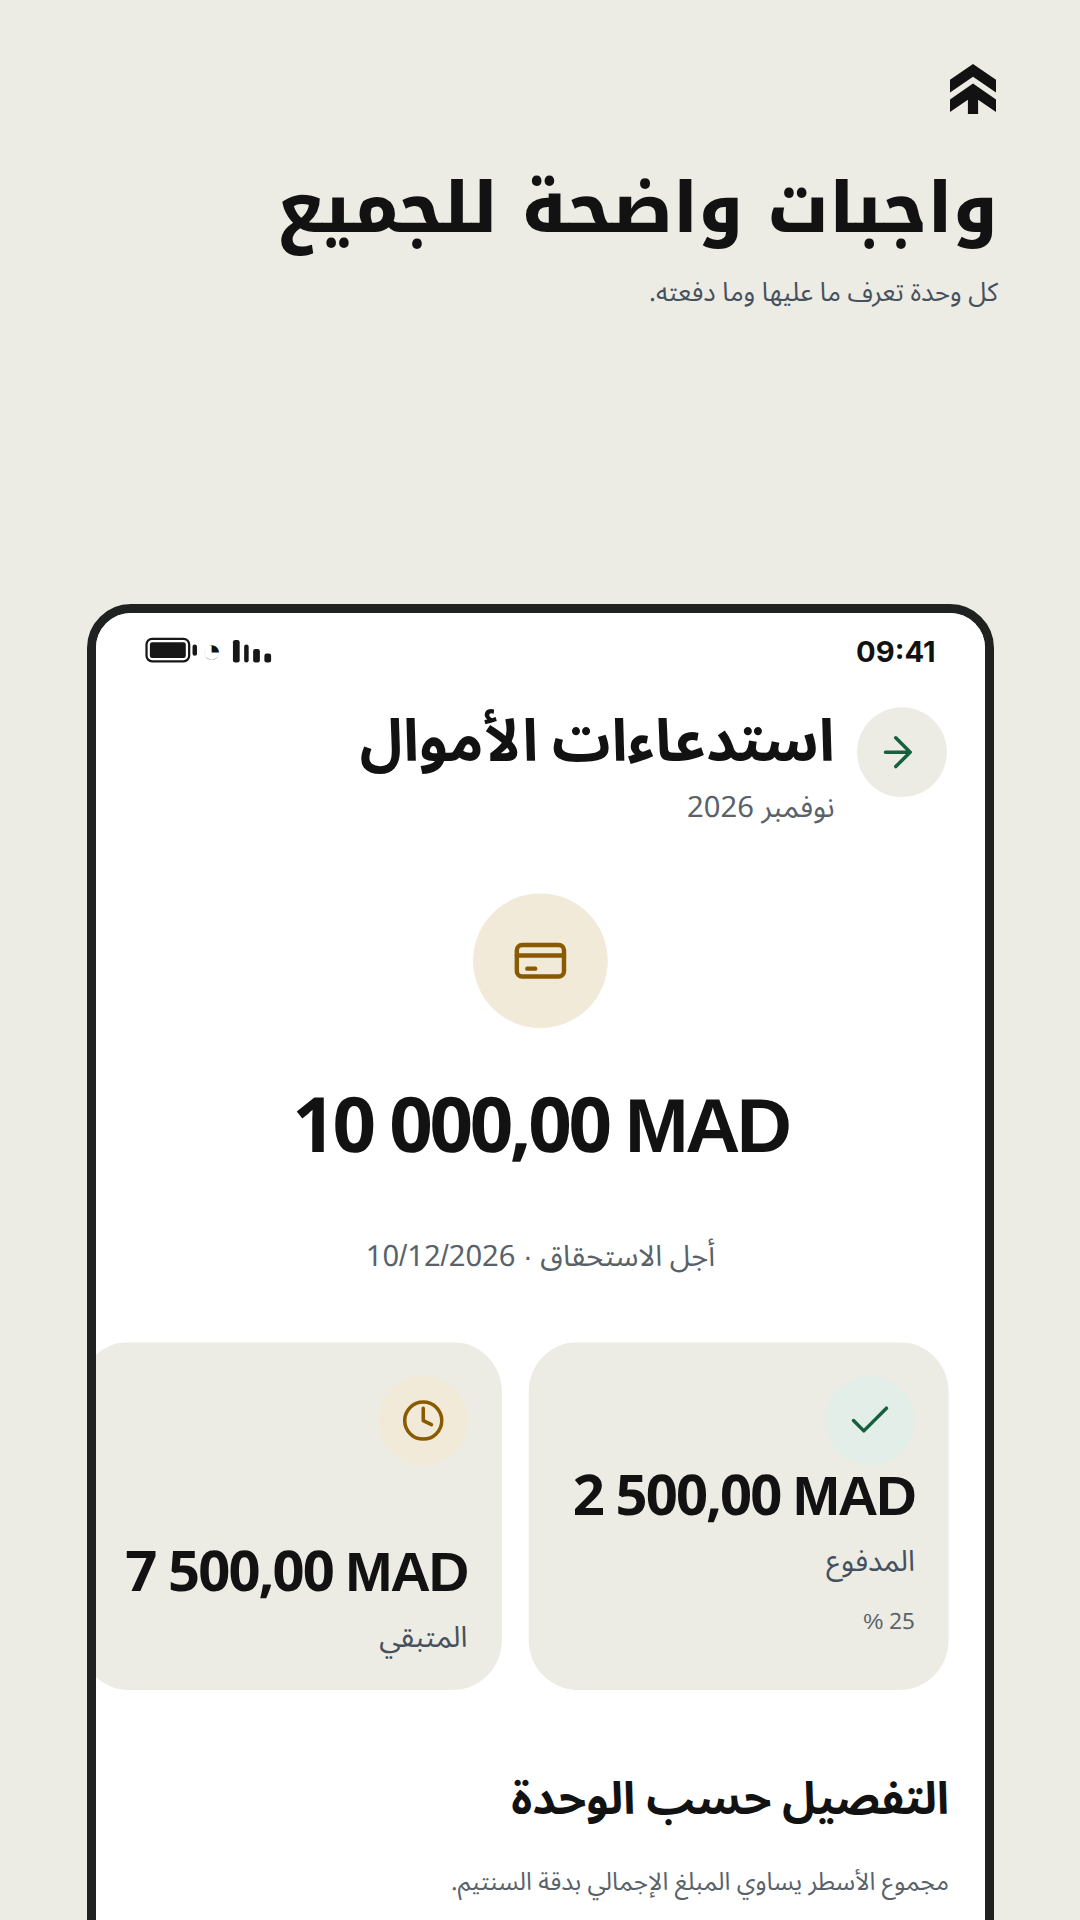 واجبات واضحة للجميع
كل وحدة تعرف ما عليها وما دفعته.
09:41
استدعاءات الأموال
نوفمبر 2026
10 000,00 MAD
أجل الاستحقاق · 10/12/2026
2 500,00 MAD
المدفوع
25 %
7 500,00 MAD
المتبقي
التفصيل حسب الوحدة
مجموع الأسطر يساوي المبلغ الإجمالي بدقة السنتيم.